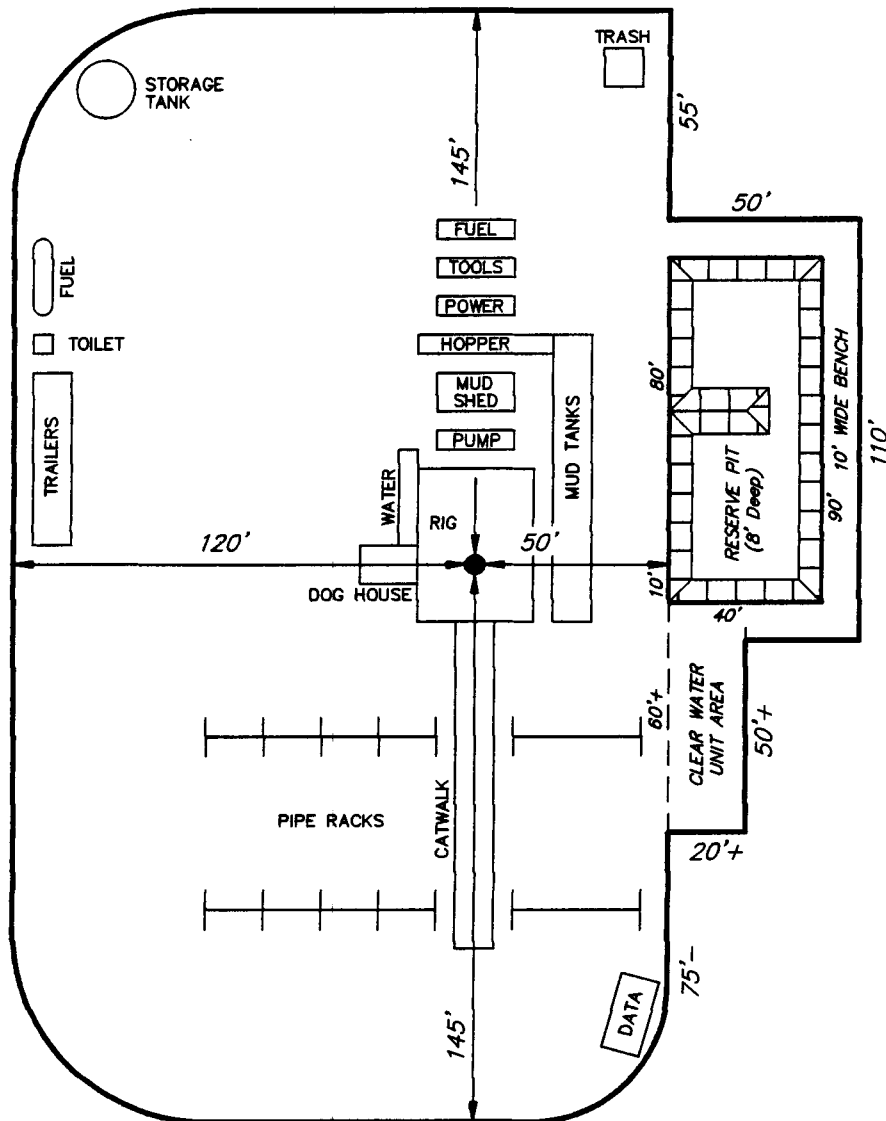 TRASH
STORAGE
TANK
55'
145'
50'
FUEL
FUEL
TOOLS
POWER
TOILET
HOPPER
MUD
SHED
PUMP
TRAILERS
WATER
MUD TANKS
80'
RESERVE PIT
(8' Deep)
90'
10' WIDE BENCH
110'
RIG
120'
50'
DOG HOUSE
10'
40'
60'+
CLEAR WATER
UNIT AREA
50'+
PIPE RACKS
CATWALK
20'+
75'-
DATA
145'